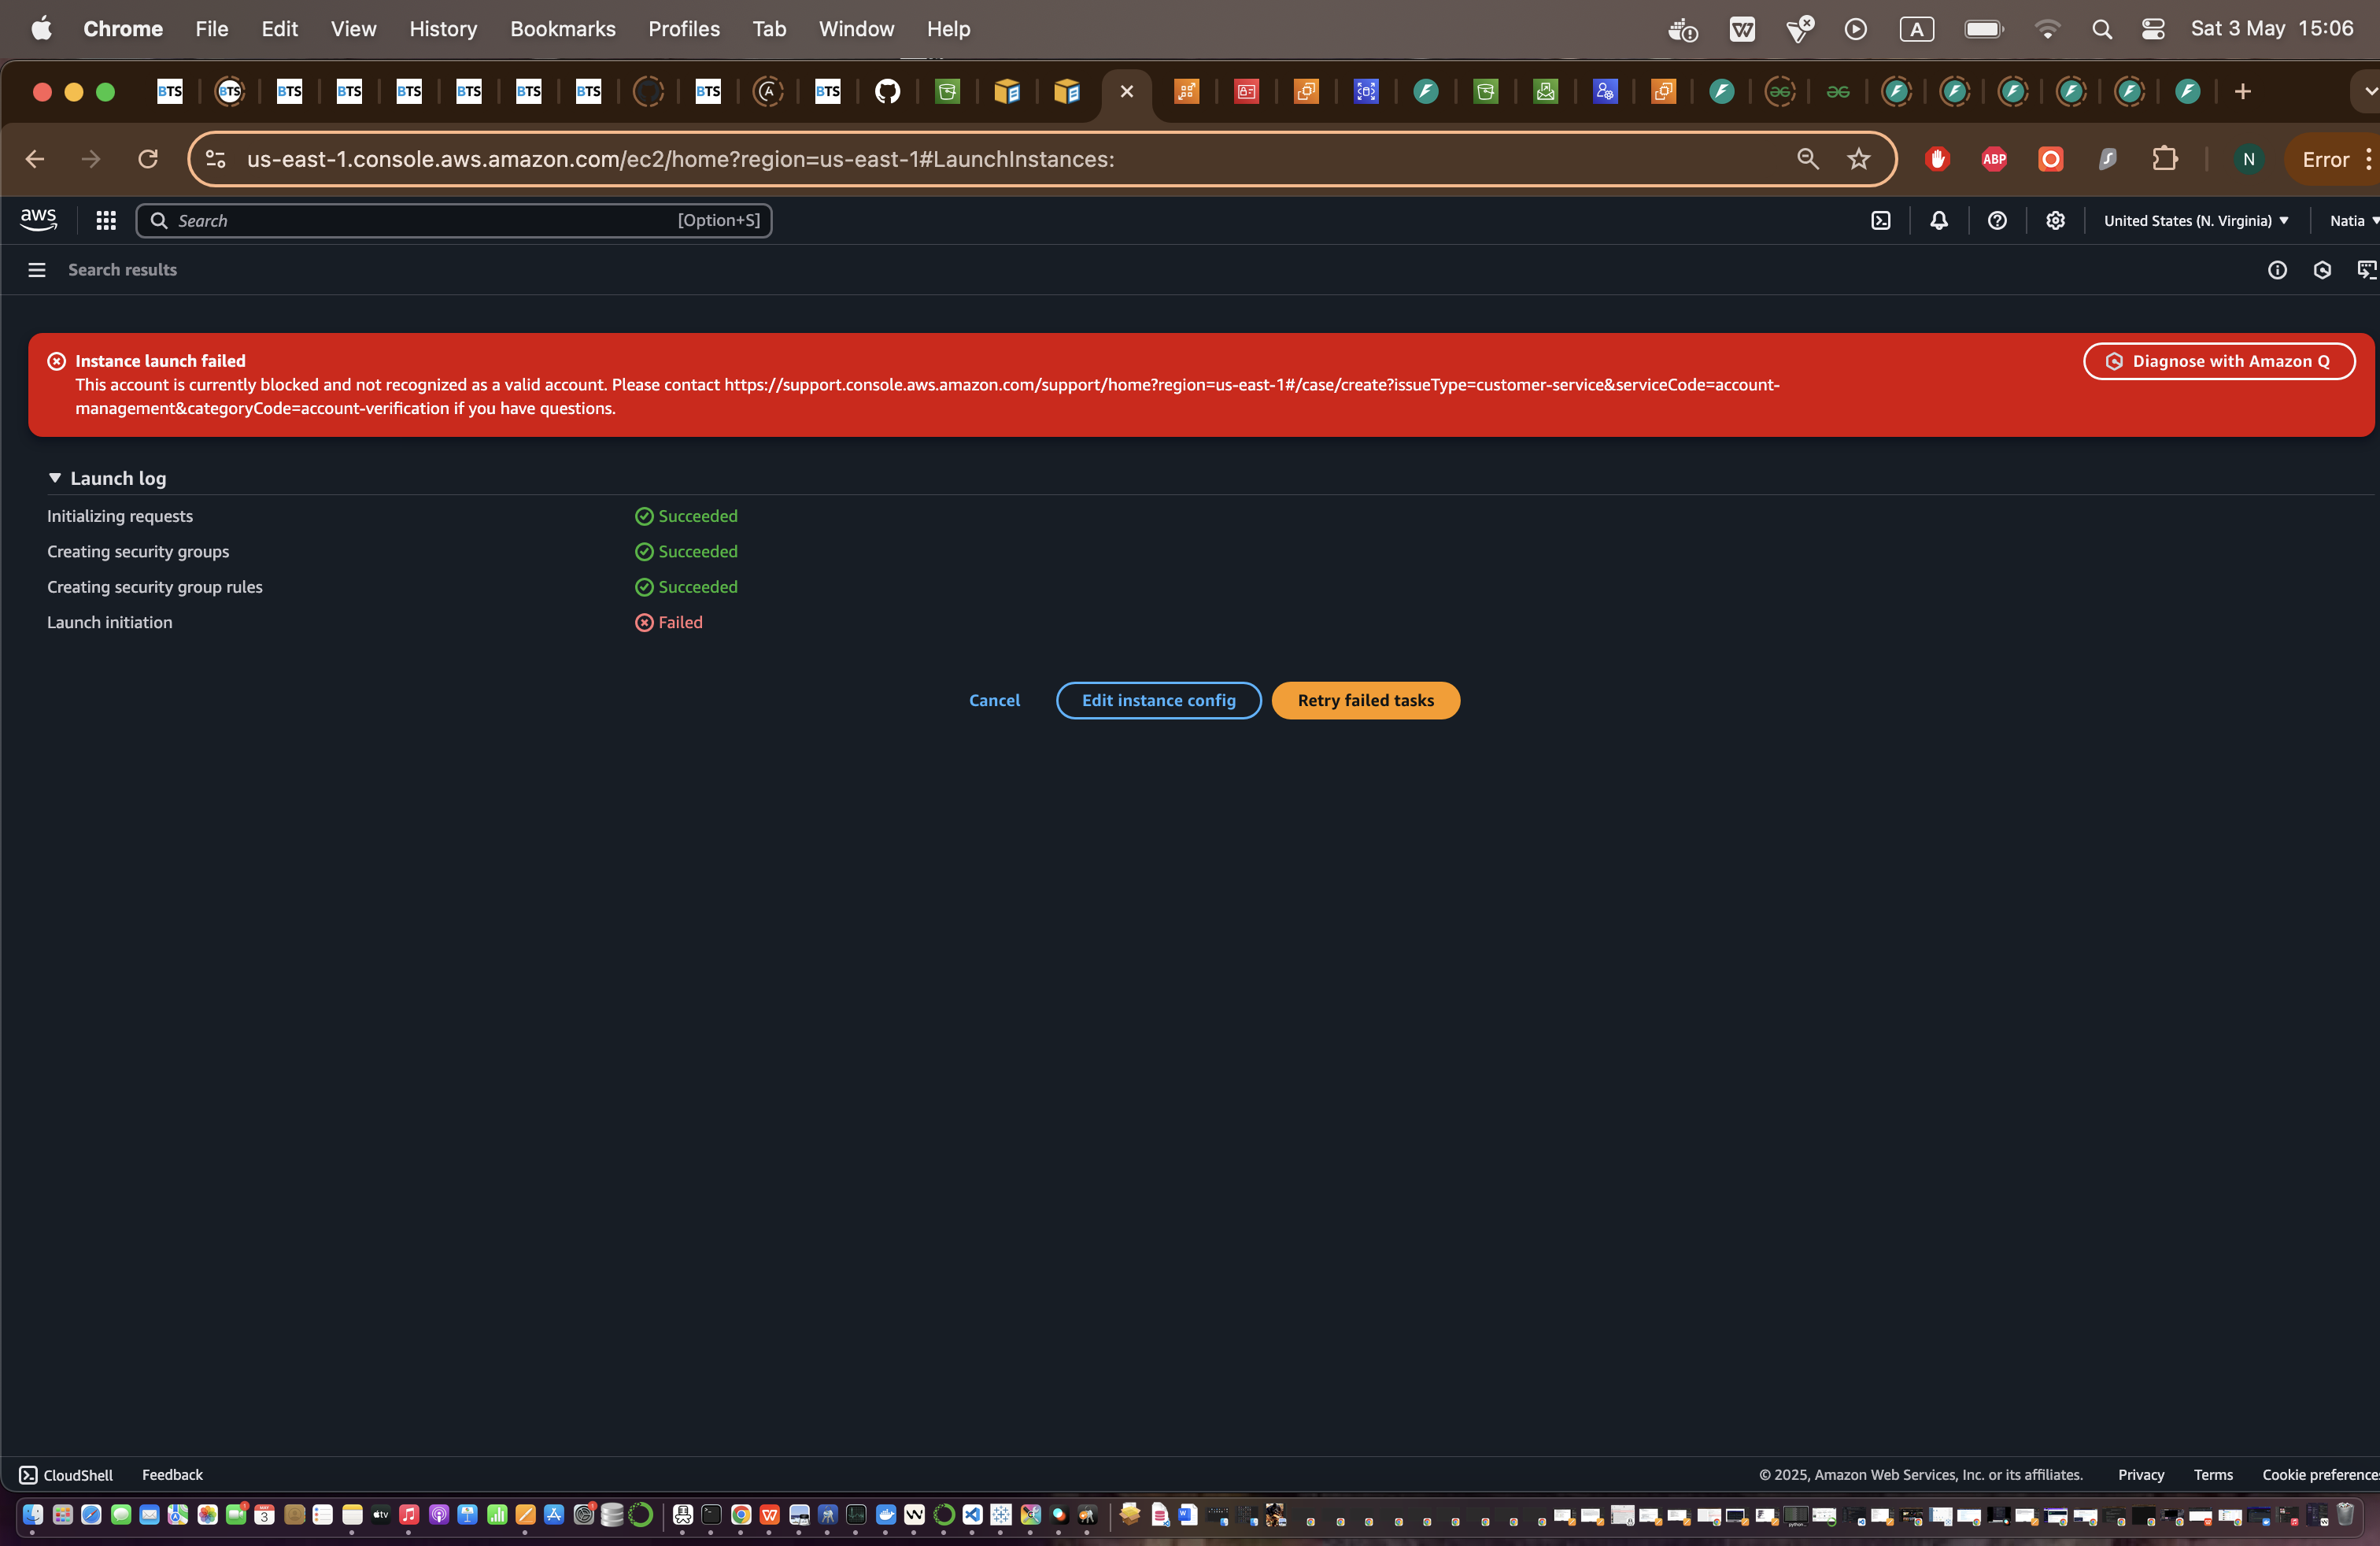 Chrome File Edit View History Bookmarks Profiles Tab Window Help A Sat 3 May 15:06
BTS BTS BTS BTS BTS BTS BTS BTS BTS BTS
us-east-1.console.aws.amazon.com/ec2/home?region=us-east-1#LaunchInstances: ABP N Error
aws Search [Option+S] United States (N. Virginia) Natia
Search results
Instance launch failed
Diagnose with Amazon Q
This account is currently blocked and not recognized as a valid account. Please contact https://support.console.aws.amazon.com/support/home?region=us-east-1#/case/create?issueType=customer-service&serviceCode=account-
management&categoryCode=account-verification if you have questions.
Launch log
Initializing requests Succeeded
Creating security groups Succeeded
Creating security group rules Succeeded
Launch initiation Failed
Cancel Edit instance config Retry failed tasks
CloudShell Feedback © 2025, Amazon Web Services, Inc. or its affiliates. Privacy Terms Cookie preferences